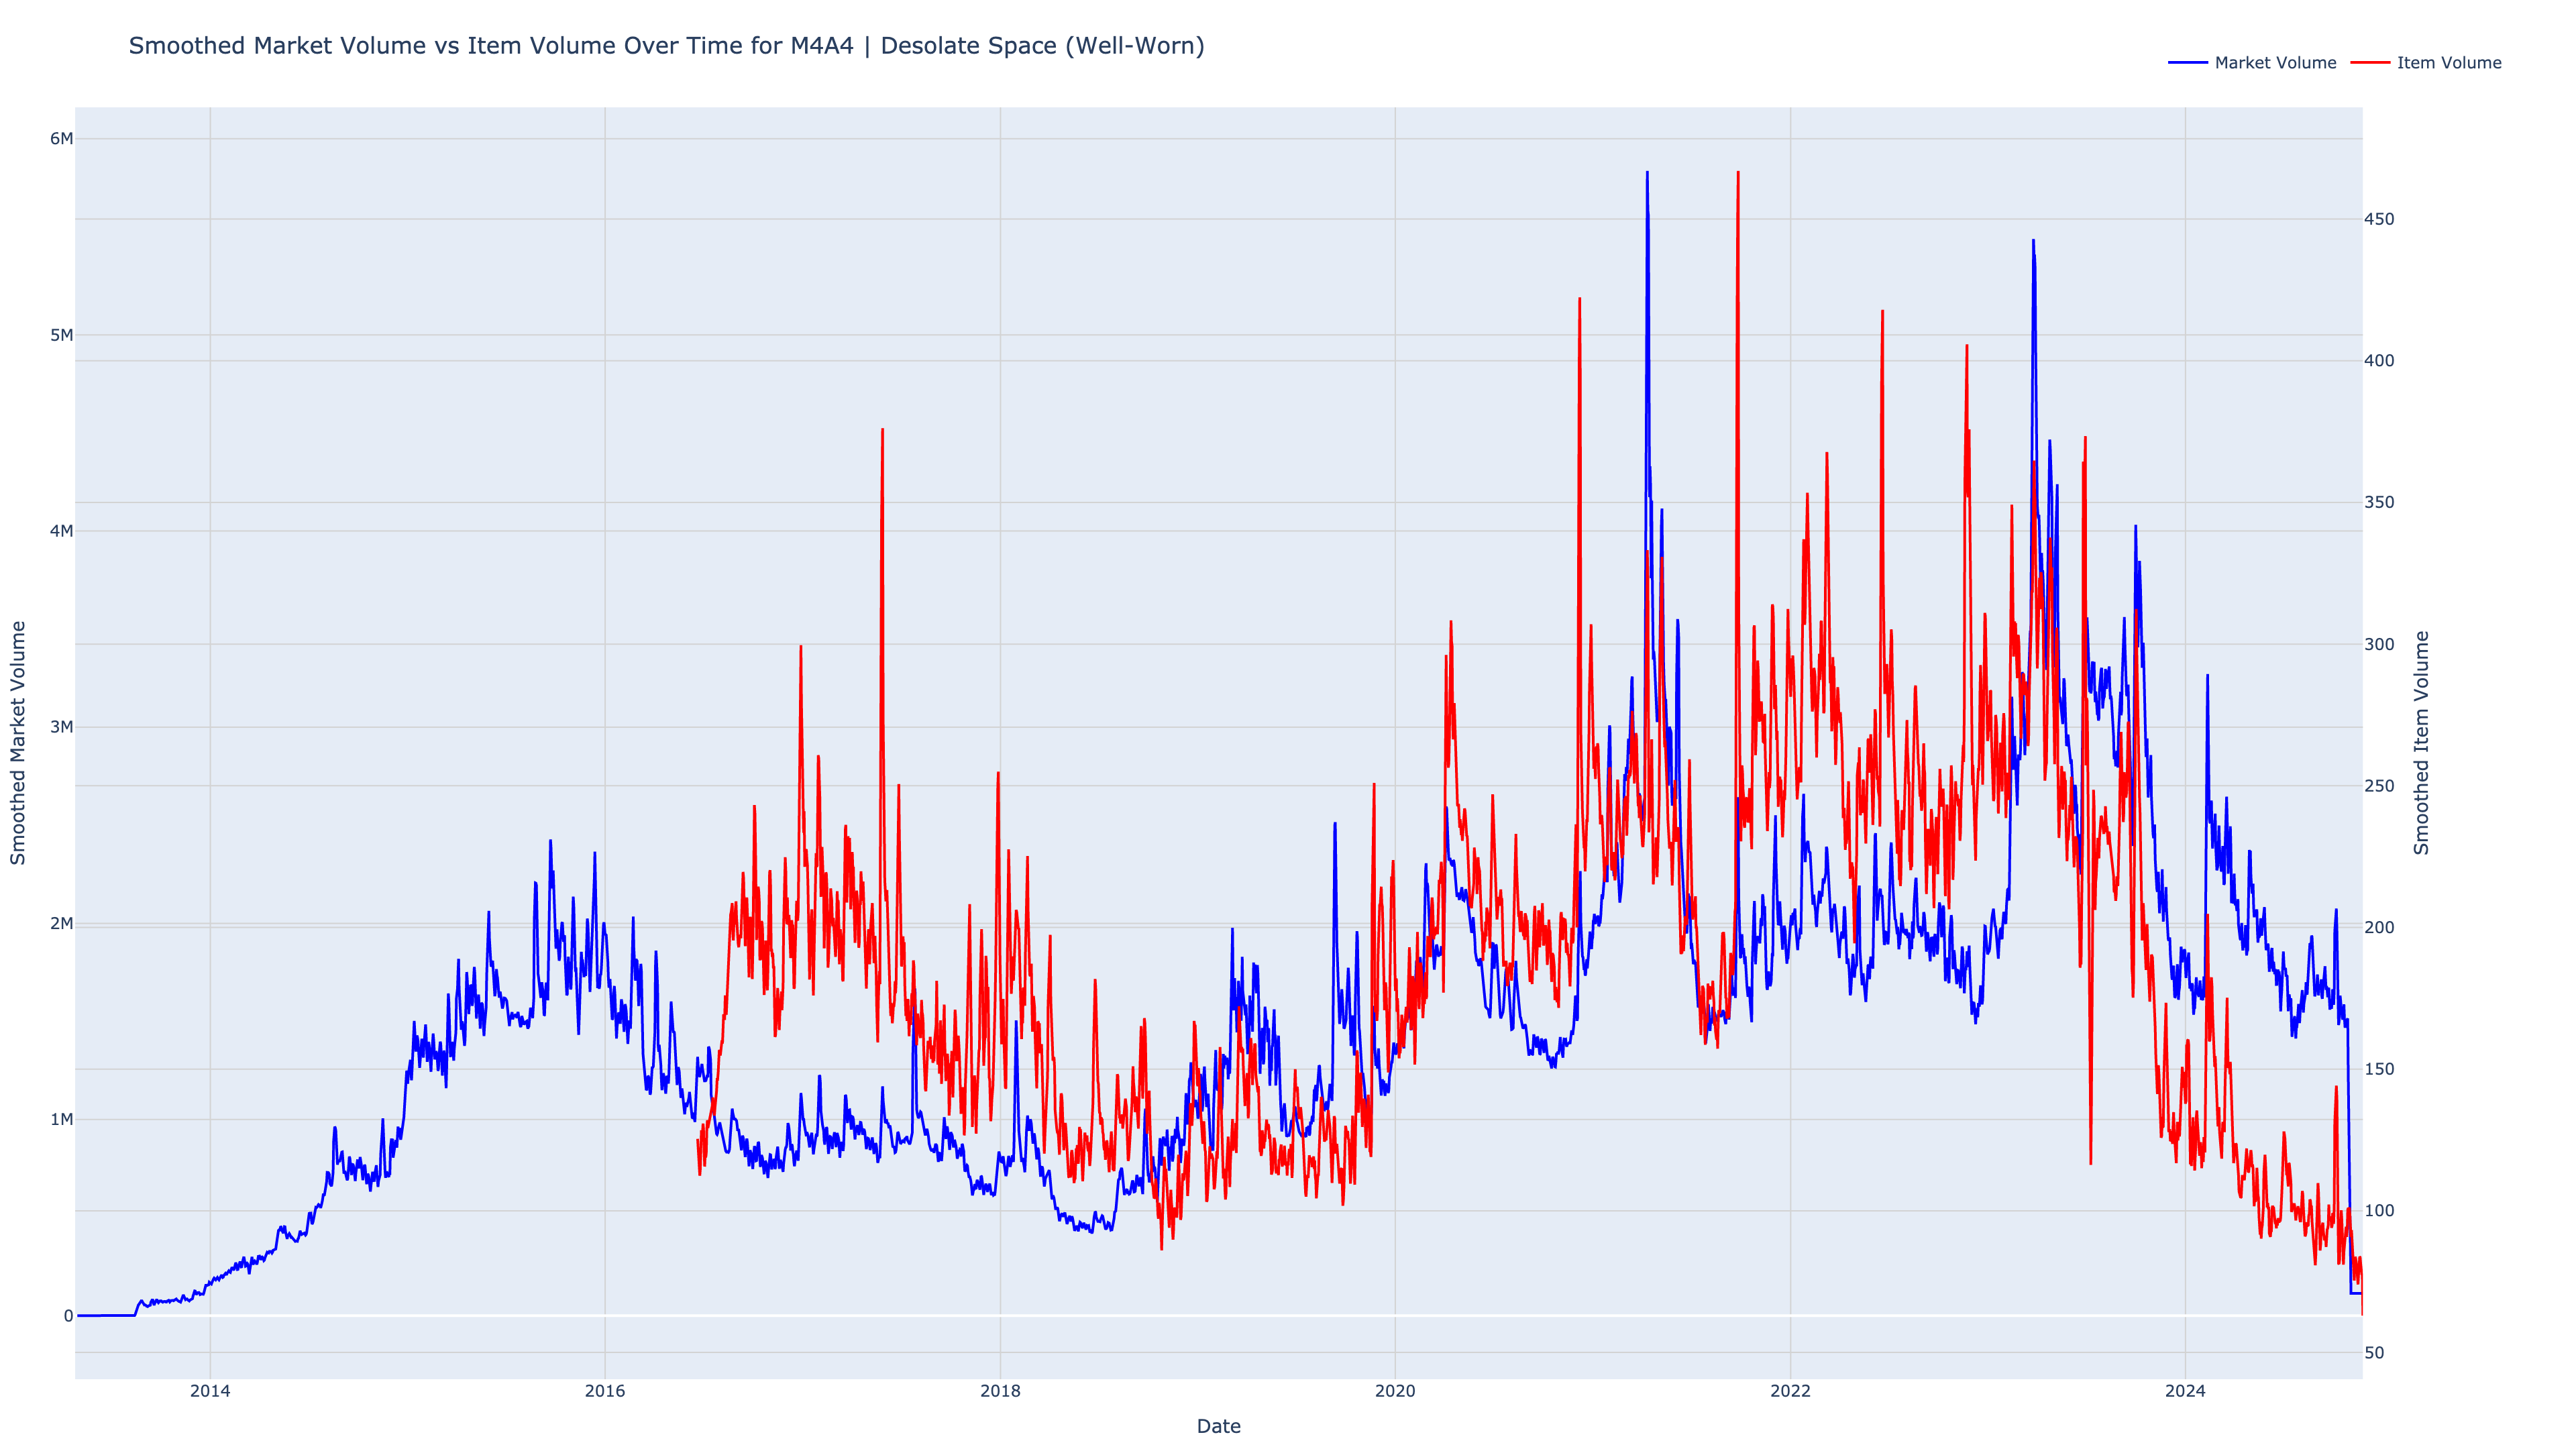 Smoothed Market Volume vs Item Volume Over Time for M4A4 | Desolate Space (Well-Worn)
Market Volume
Item Volume
6M
5M
4M
3M
2M
1M
0
Smoothed Market Volume
450
400
350
300
250
200
150
100
50
Smoothed Item Volume
2014
2016
2018
2020
2022
2024
Date